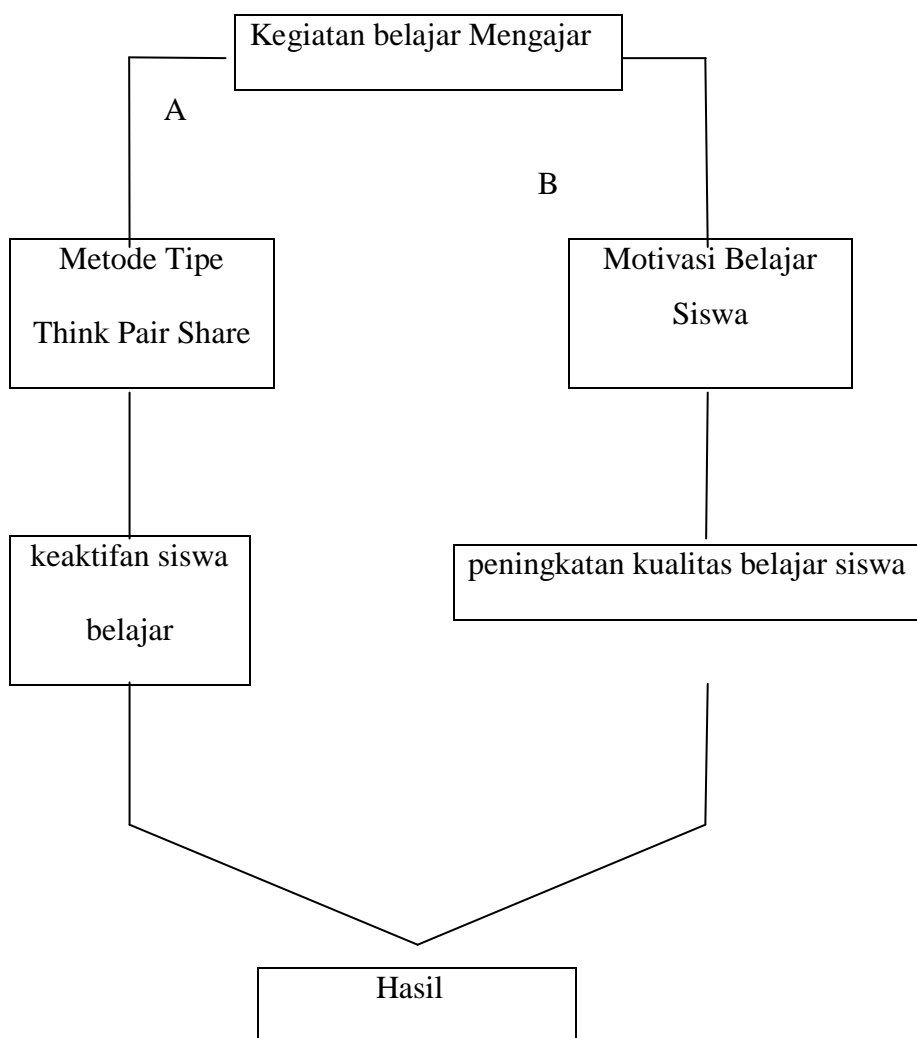 Kegiatan belajar Mengajar
A
B
Metode Tipe
Think Pair Share
Motivasi Belajar
Siswa
keaktifan siswa
belajar
peningkatan kualitas belajar siswa
Hasil